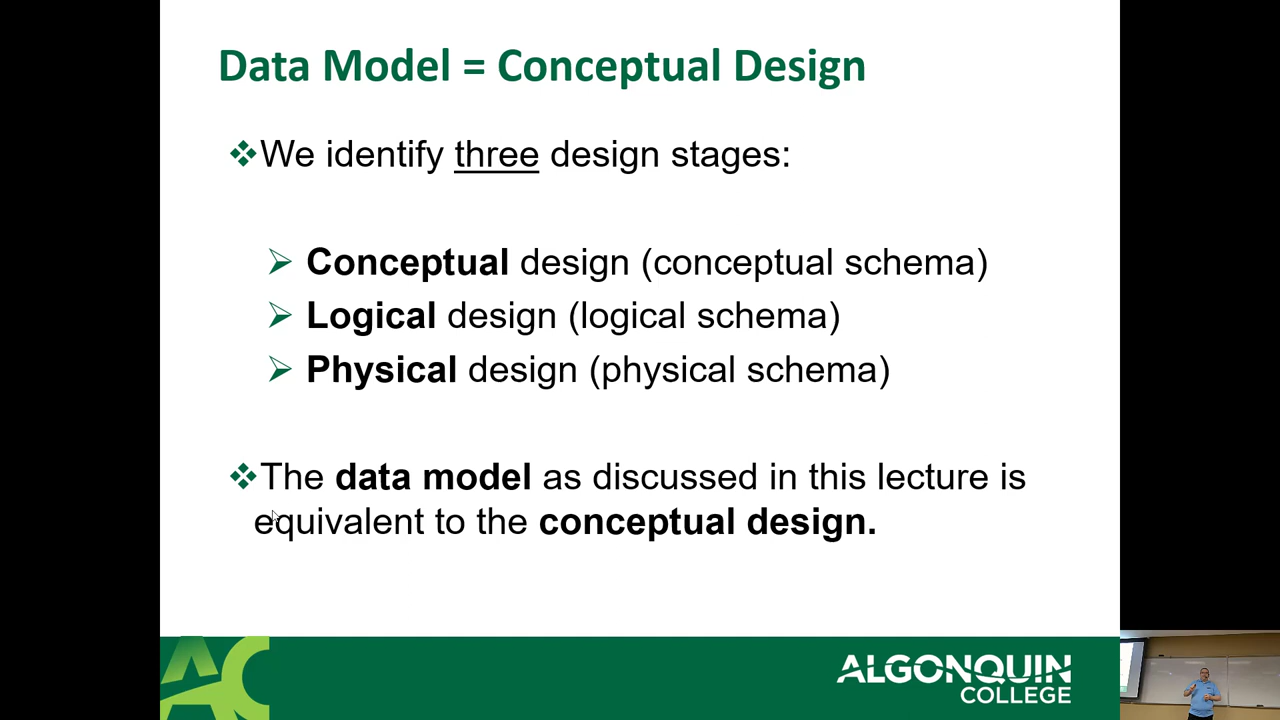 Data Model = Conceptual Design
We identify three design stages:
Conceptual design (conceptual schema)
Logical design (logical schema)
Physical design (physical schema)
The data model as discussed in this lecture is
equivalent to the conceptual design.
AC
ALGONQUIN
COLLEGE